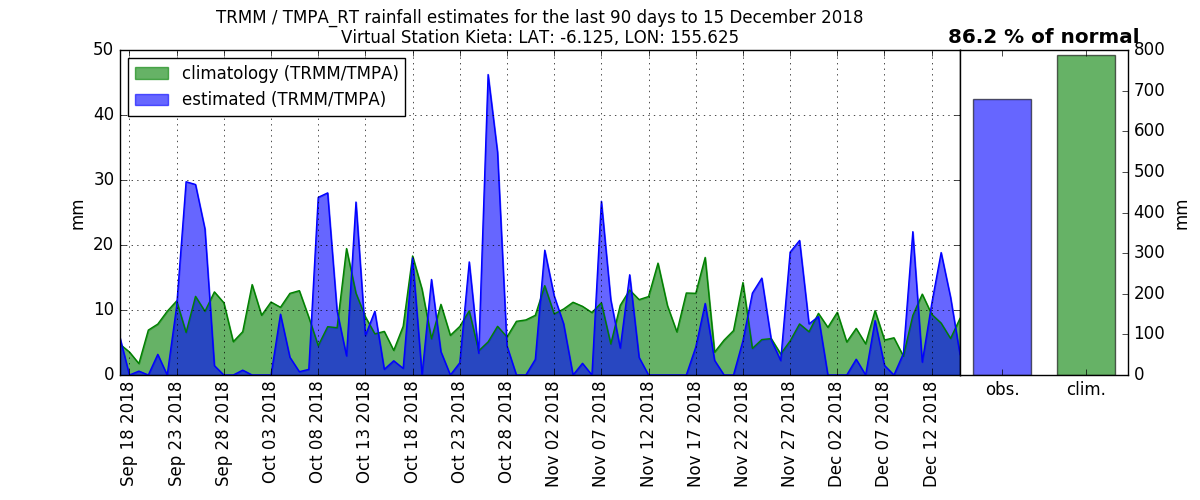 TRMM / TMPA_RT rainfall estimates for the last 90 days to 15 December 2018
Virtual Station Kieta: LAT: -6.125, LON: 155.625
86.2 % of normal
climatology (TRMM/TMPA)
estimated (TRMM/TMPA)
50
40
30
20
10
0
mm
Sep 18 2018
Sep 23 2018
Sep 28 2018
Oct 03 2018
Oct 08 2018
Oct 13 2018
Oct 18 2018
Oct 23 2018
Oct 28 2018
Nov 02 2018
Nov 07 2018
Nov 12 2018
Nov 17 2018
Nov 22 2018
Nov 27 2018
Dec 02 2018
Dec 07 2018
Dec 12 2018
800
700
600
500
400
300
200
100
0
mm
obs.
clim.